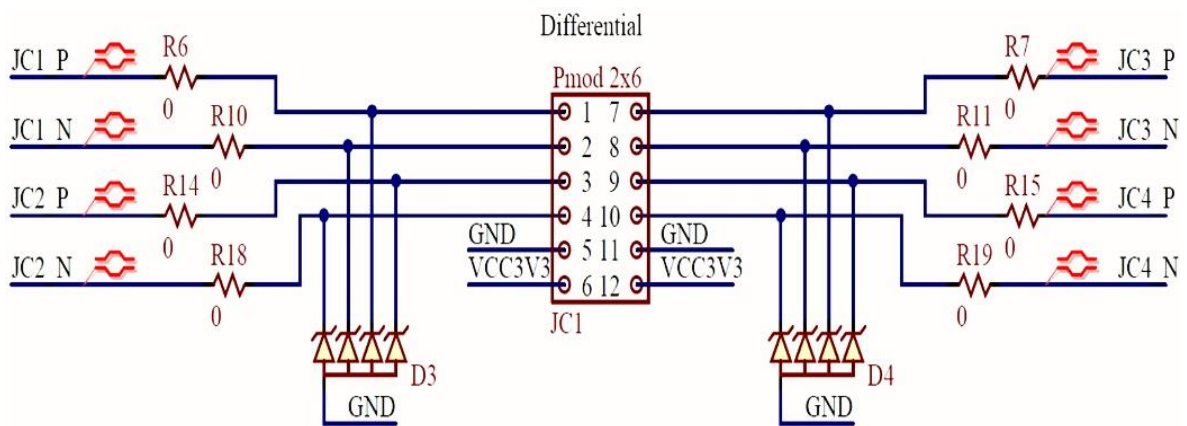 Differential
JC1_P R6 Pmod 2x6 R7 JC3_P
0 1 7 0
JC1_N R10 2 8 R11 JC3_N
0 3 9 0
JC2_P R14 4 10 R15 JC4_P
0 GND 5 11 GND 0
JC2_N R18 VCC3V3 6 12 VCC3V3 R19 JC4_N
0 JC1 0
D3 D4
GND GND